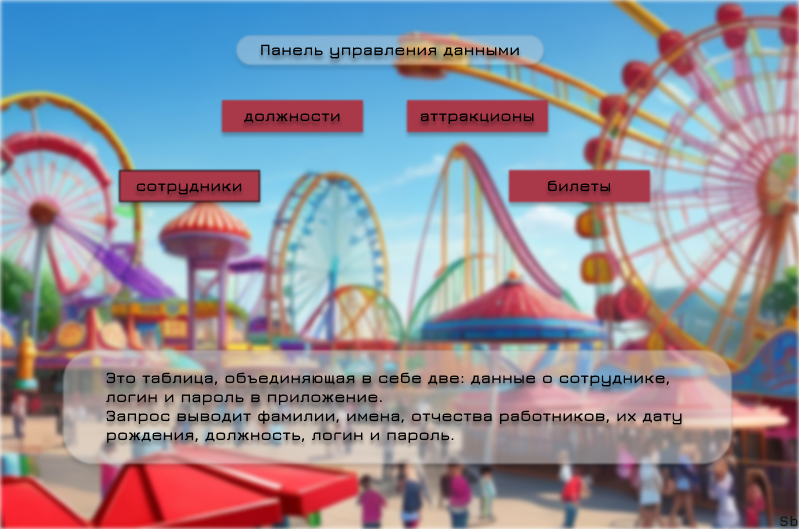 Панель управления данными
должности
аттракционы
сотрудники
билеты
Это таблица, объединяющая в себе две: данные о сотруднике,
логин и пароль в приложение.
Запрос выводит фамилии, имена, отчества работников, их дату
рождения, должность, логин и пароль.